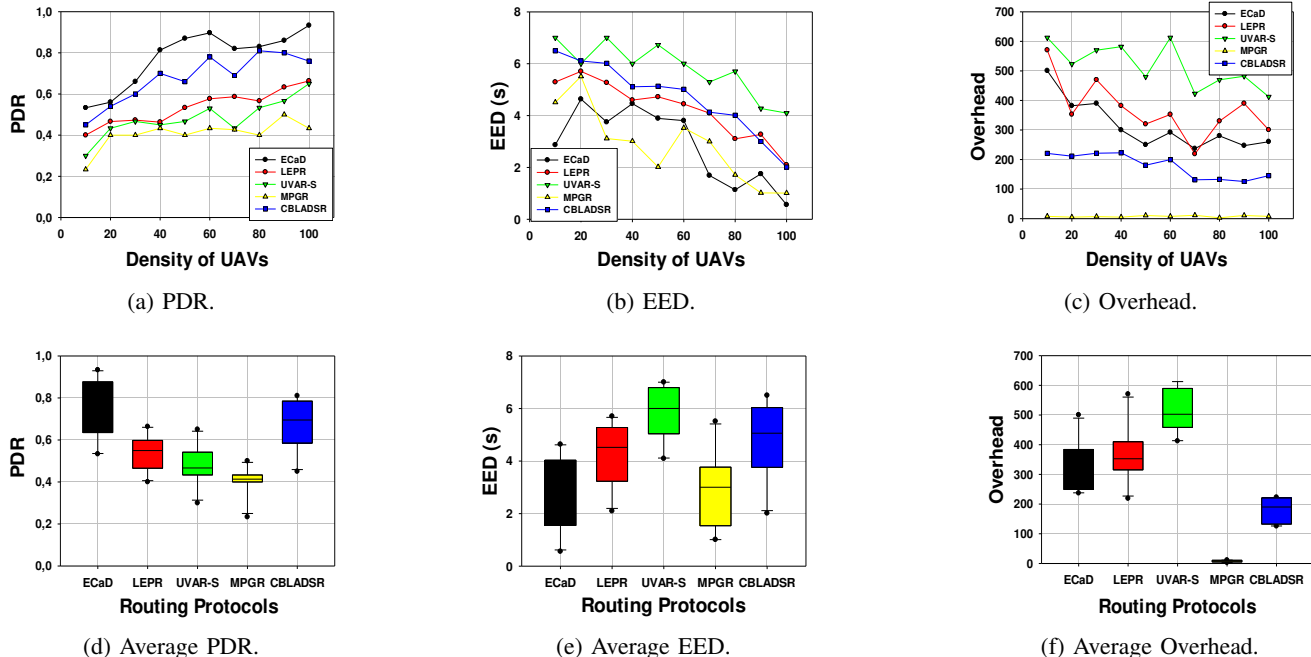 1,0
0,8
0,6
0,4
0,2
0,0
PDR
0 20 40 60 80 100
Density of UAVs
ECaD
LEPR
UVAR-S
MPGR
CBLADSR
(a) PDR.
8
6
4
2
0
EED (s)
0 20 40 60 80 100
Density of UAVs
ECaD
LEPR
UVAR-S
MPGR
CBLADSR
(b) EED.
700
600
500
400
300
200
100
0
Overhead
0 20 40 60 80 100
Density of UAVs
ECaD
LEPR
UVAR-S
MPGR
CBLADSR
(c) Overhead.
1,0
0,8
0,6
0,4
0,2
0,0
PDR
ECaD LEPR UVAR-S MPGR CBLADSR
Routing Protocols
(d) Average PDR.
8
6
4
2
0
EED (s)
ECaD LEPR UVAR-S MPGR CBLADSR
Routing Protocols
(e) Average EED.
700
600
500
400
300
200
100
0
Overhead
ECaD LEPR UVAR-S MPGR CBLADSR
Routing Protocols
(f) Average Overhead.